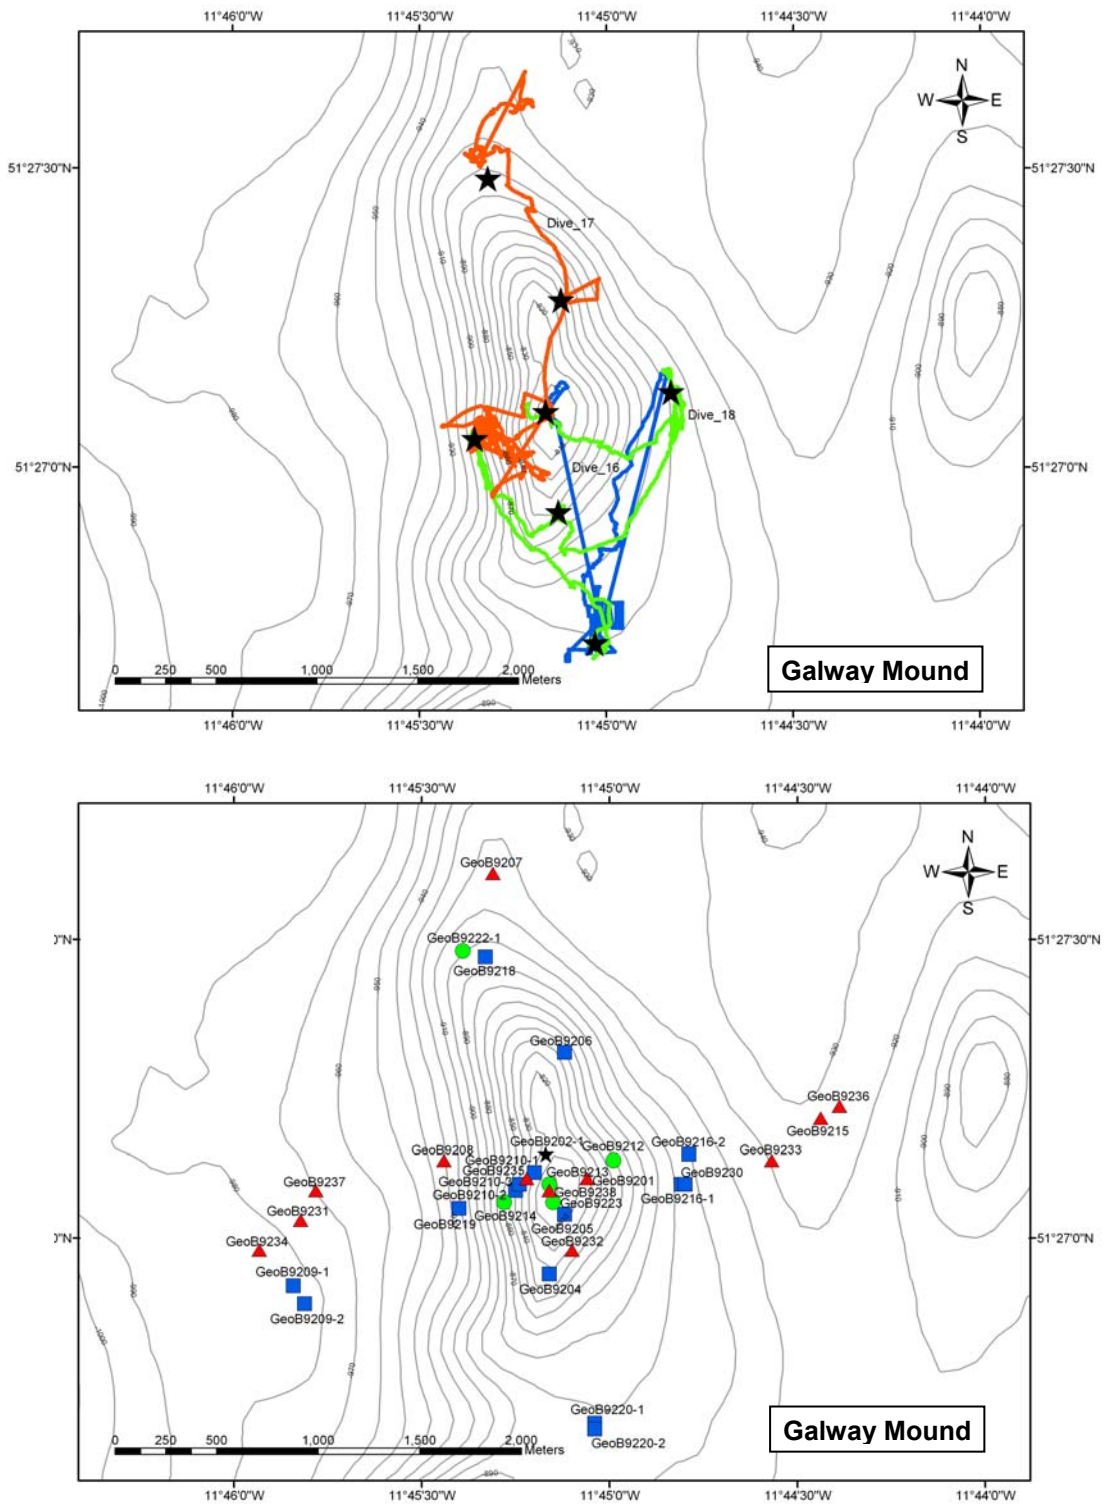 11°46'0"W 11°45'30"W 11°45'0"W 11°44'30"W 11°44'0"W
N
W E
S
51°27'30"N 51°27'30"N
Dive_17
Dive_18
Dive_16
51°27'0"N 51°27'0"N
0 250 500 1,000 1,500 2,000
Meters
Galway Mound
11°46'0"W 11°45'30"W 11°45'0"W 11°44'30"W 11°44'0"W
11°46'0"W 11°45'30"W 11°45'0"W 11°44'30"W 11°44'0"W
N
W E
S
GeoB9207
GeoB9222-1
0"N 51°27'30"N
GeoB9218
GeoB9206
GeoB9236
GeoB9215
GeoB9202-1
GeoB9212 GeoB9216-2
GeoB9208
GeoB9233
GeoB9210-1
GeoB9235 GeoB9213 GeoB9230
GeoB9237 GeoB9210-3 GeoB9201
GeoB9210-2 GeoB9238 GeoB9216-1
GeoB9223
GeoB9231 GeoB9219 GeoB9214
GeoB9205
GeoB9234 GeoB9232
0"N 51°27'0"N
GeoB9209-1
GeoB9204
GeoB9209-2
GeoB9220-1
GeoB9220-2
0 250 500 1,000 1,500 2,000
Meters
Galway Mound
11°46'0"W 11°45'30"W 11°45'0"W 11°44'30"W 11°44'0"W